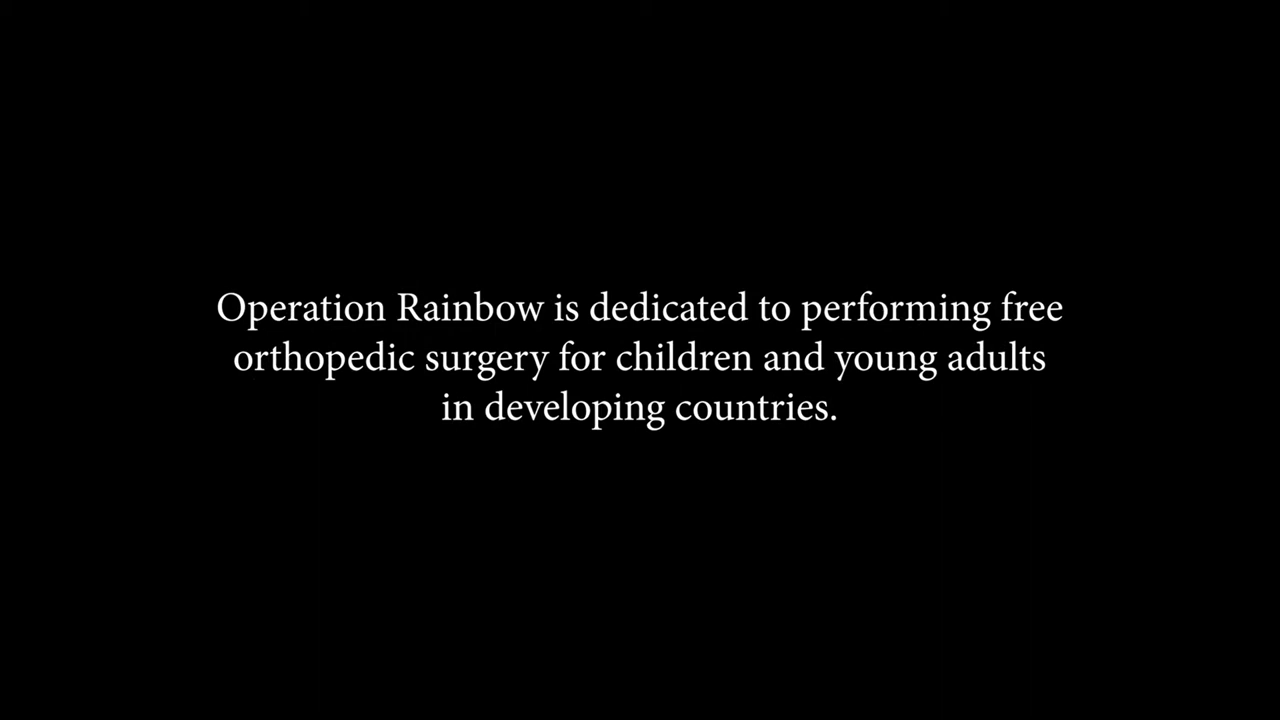 Operation Rainbow is dedicated to performing free
orthopedic surgery for children and young adults
in developing countries.